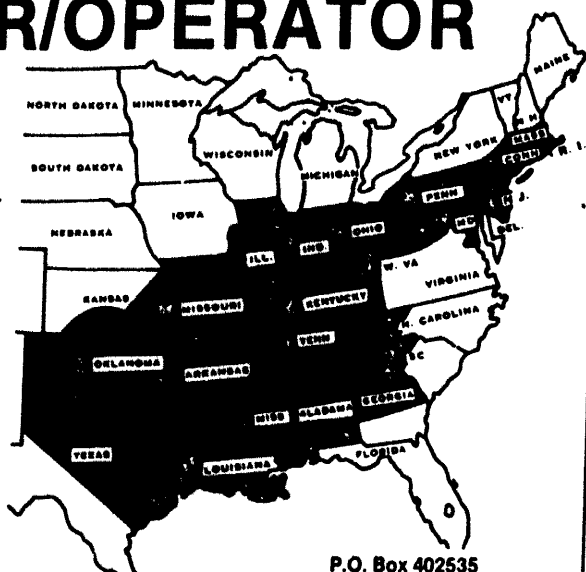 R/OPERATOR
MAINE
NORTH DAKOTA
MINNESOTA
VT.
N H
MASS
CONN
R. I.
WISCONSIN
MICHIGAN
NEW YORK
SOUTH DAKOTA
PENN
N. J.
IOWA
NEBRASKA
OHIO
MD
DEL.
ILL.
IND.
W. VA
VIRGINIA
KANSAS
MISSOURI
KENTUCKY
N. CAROLINA
TENN
SC
OKLAHOMA
ARKANSAS
MISS
ALABAMA
GEORGIA
TEXAS
LOUISIANA
FLORIDA
P.O. Box 402535